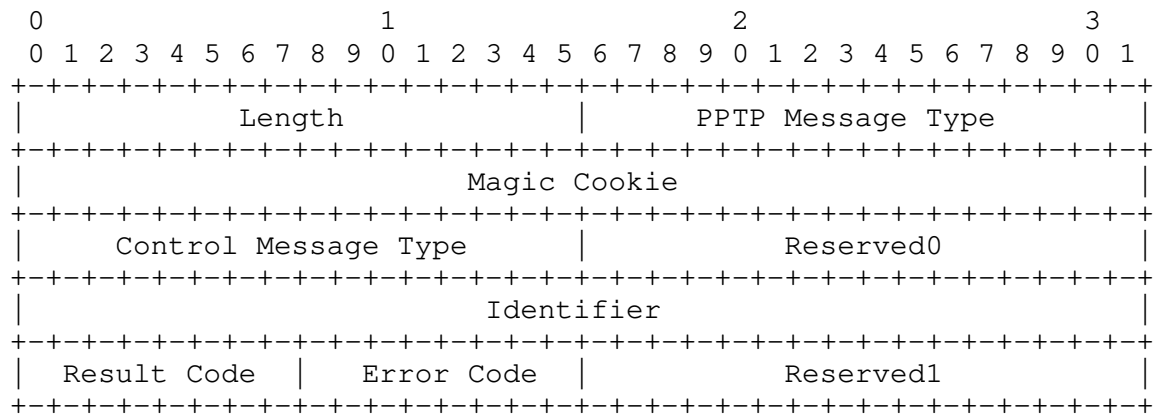 0                   1                   2                   3
 0 1 2 3 4 5 6 7 8 9 0 1 2 3 4 5 6 7 8 9 0 1 2 3 4 5 6 7 8 9 0 1
+-+-+-+-+-+-+-+-+-+-+-+-+-+-+-+-+-+-+-+-+-+-+-+-+-+-+-+-+-+-+-+-+
|            Length             |      PPTP Message Type        |
+-+-+-+-+-+-+-+-+-+-+-+-+-+-+-+-+-+-+-+-+-+-+-+-+-+-+-+-+-+-+-+-+
|                         Magic Cookie                          |
+-+-+-+-+-+-+-+-+-+-+-+-+-+-+-+-+-+-+-+-+-+-+-+-+-+-+-+-+-+-+-+-+
|     Control Message Type      |           Reserved0           |
+-+-+-+-+-+-+-+-+-+-+-+-+-+-+-+-+-+-+-+-+-+-+-+-+-+-+-+-+-+-+-+-+
|                          Identifier                           |
+-+-+-+-+-+-+-+-+-+-+-+-+-+-+-+-+-+-+-+-+-+-+-+-+-+-+-+-+-+-+-+-+
|  Result Code  |  Error Code   |           Reserved1           |
+-+-+-+-+-+-+-+-+-+-+-+-+-+-+-+-+-+-+-+-+-+-+-+-+-+-+-+-+-+-+-+-+